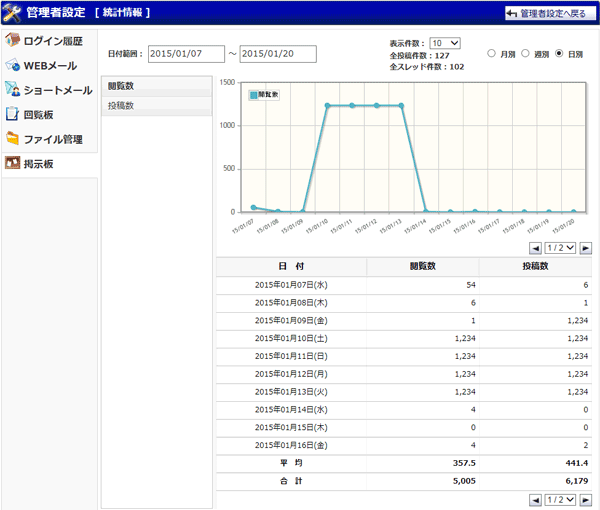 管理者設定 [ 統計情報 ]
管理者設定へ戻る
ログイン履歴
WEBメール
ショートメール
回覧板
ファイル管理
掲示板
日付範囲： 2015/01/07 ～ 2015/01/20
表示件数： 10
全投稿件数：127
全スレッド件数：102
月別 週別 日別
閲覧数
投稿数
閲覧数
1500
1000
500
0
15/01/07 15/01/08 15/01/09 15/01/10 15/01/11 15/01/12 15/01/13 15/01/14 15/01/15 15/01/16 15/01/17 15/01/18 15/01/19 15/01/20
1 / 2
日 付 閲覧数 投稿数
2015年01月07日(水) 54 6
2015年01月08日(木) 6 1
2015年01月09日(金) 1 1,234
2015年01月10日(土) 1,234 1,234
2015年01月11日(日) 1,234 1,234
2015年01月12日(月) 1,234 1,234
2015年01月13日(火) 1,234 1,234
2015年01月14日(水) 4 0
2015年01月15日(木) 0 0
2015年01月16日(金) 4 2
平 均 357.5 441.4
合 計 5,005 6,179
1 / 2